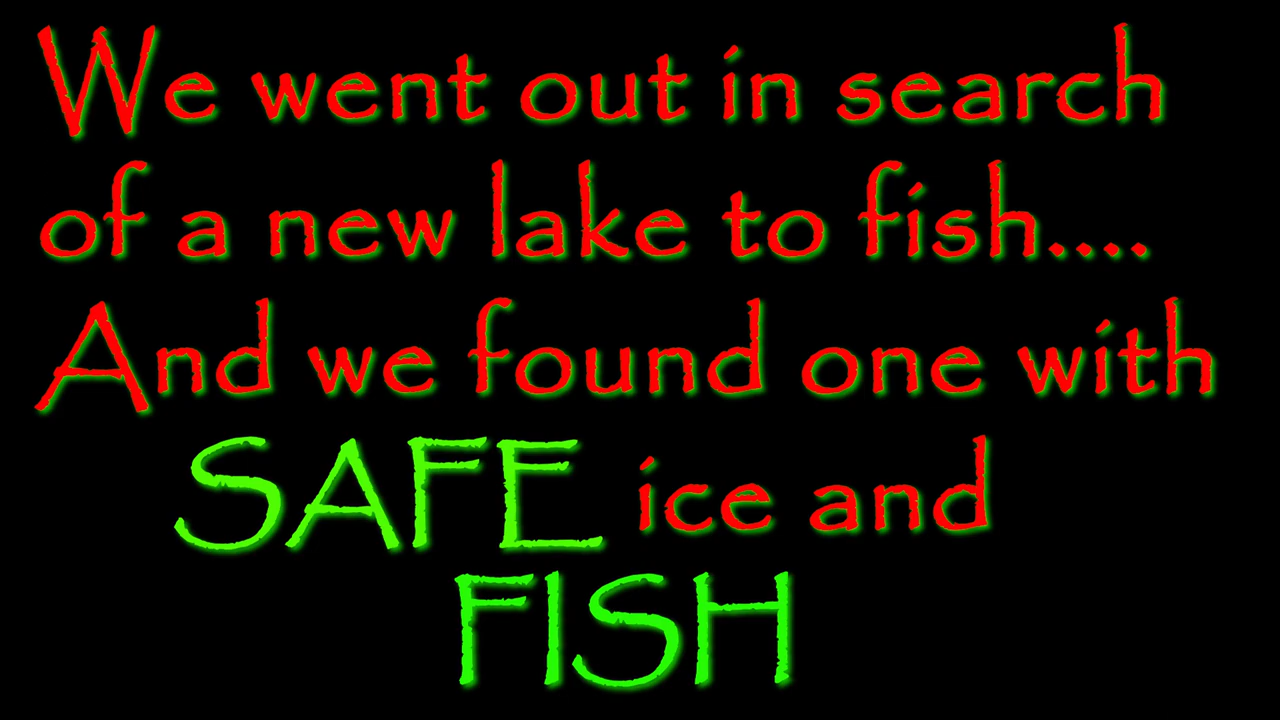 We went out in search
of a new lake to fish....
And we found one with
SAFE ice and
FISH